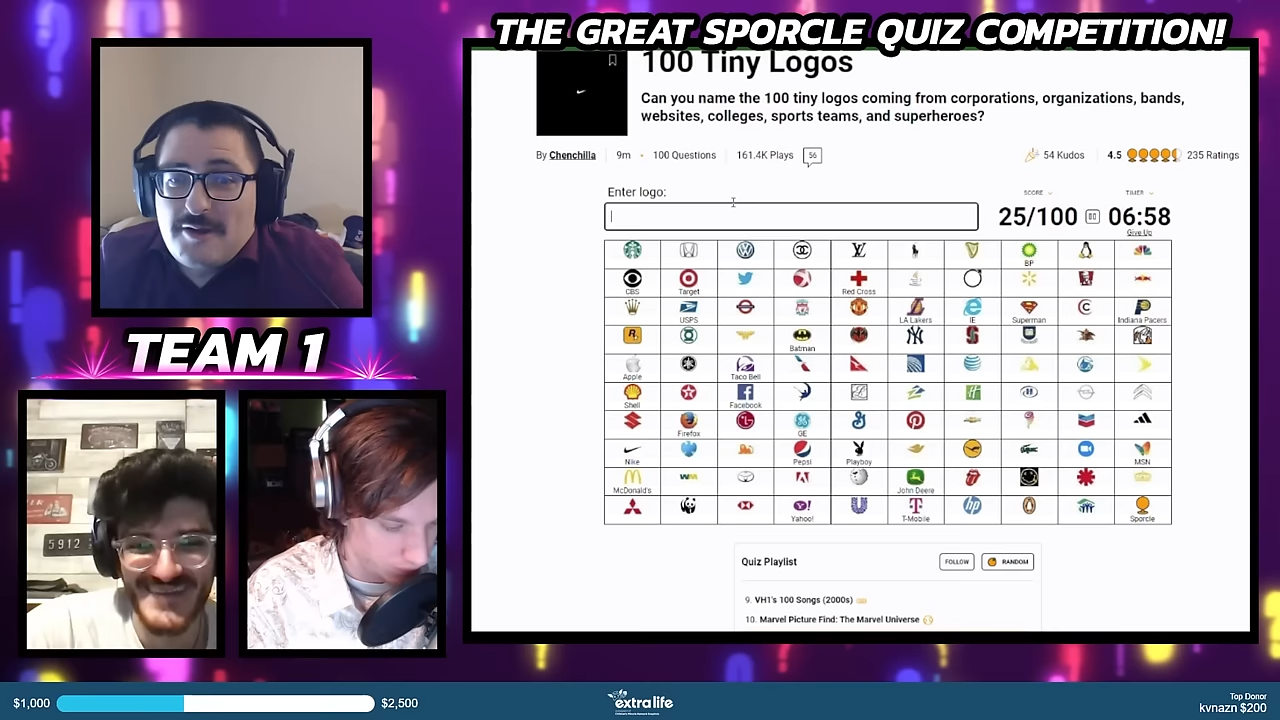 THE GREAT SPORCLE QUIZ COMPETITION!
100 Tiny Logos
Can you name the 100 tiny logos coming from corporations, organizations, bands,
websites, colleges, sports teams, and superheroes?
By Chenchilla 9m • 100 Questions 161.4K Plays 56
54 Kudos 4.5 235 Ratings
Enter logo:
SCORE TIMER
25/100 06:58
Give Up
BP
CBS Target Red Cross
USPS LA Lakers IE Superman Indiana Pacers
Batman
Apple Taco Bell
Shell Facebook
Firefox GE
Nike Pepsi Playboy MSN
McDonald's John Deere
Yahoo! T-Mobile Sporcle
Quiz Playlist FOLLOW RANDOM
9. VH1's 100 Songs (2000s)
10. Marvel Picture Find: The Marvel Universe
TEAM 1
5912
$1,000 $2,500
extralife
Top Donor
kvnazn $200